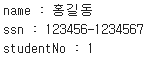 name : 홍길동
ssn : 123456-1234567
studentNo : 1